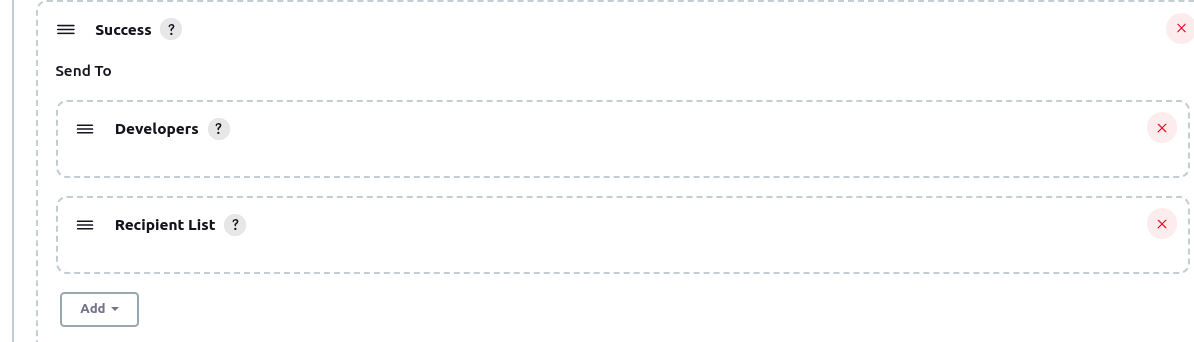 Success ?
Send To
Developers ?
Recipient List ?
Add